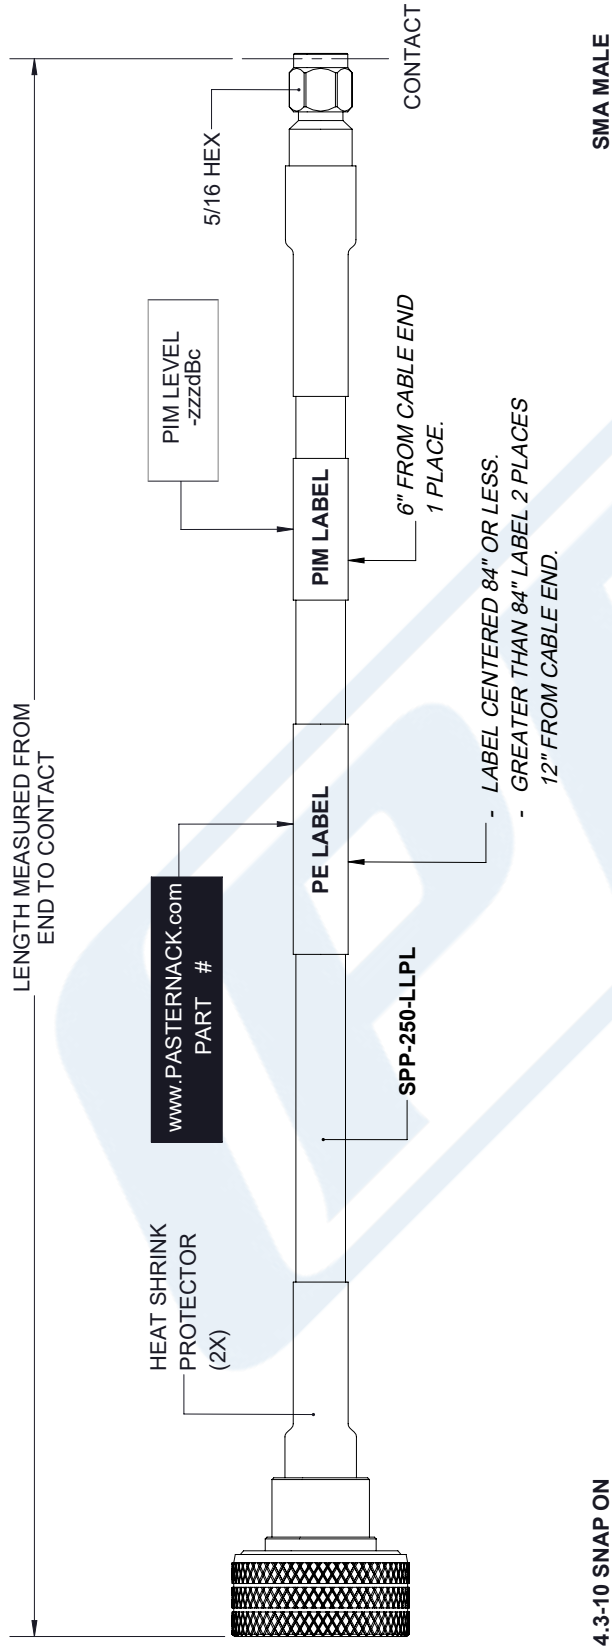 LENGTH MEASURED FROM
END TO CONTACT
HEAT SHRINK
PROTECTOR
(2X)
www.PASTERNACK.com
PART #
PIM LEVEL
-zzzdBc
5/16 HEX
PE LABEL
PIM LABEL
CONTACT
SPP-250-LLPL
6" FROM CABLE END
1 PLACE.
- LABEL CENTERED 84" OR LESS.
- GREATER THAN 84" LABEL 2 PLACES
12" FROM CABLE END.
4.3-10 SNAP ON
SMA MALE